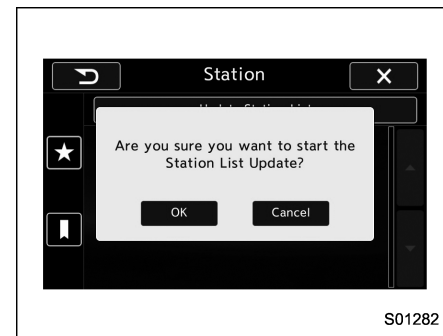 Station
Are you sure you want to start the
Station List Update?
OK
Cancel
S01282